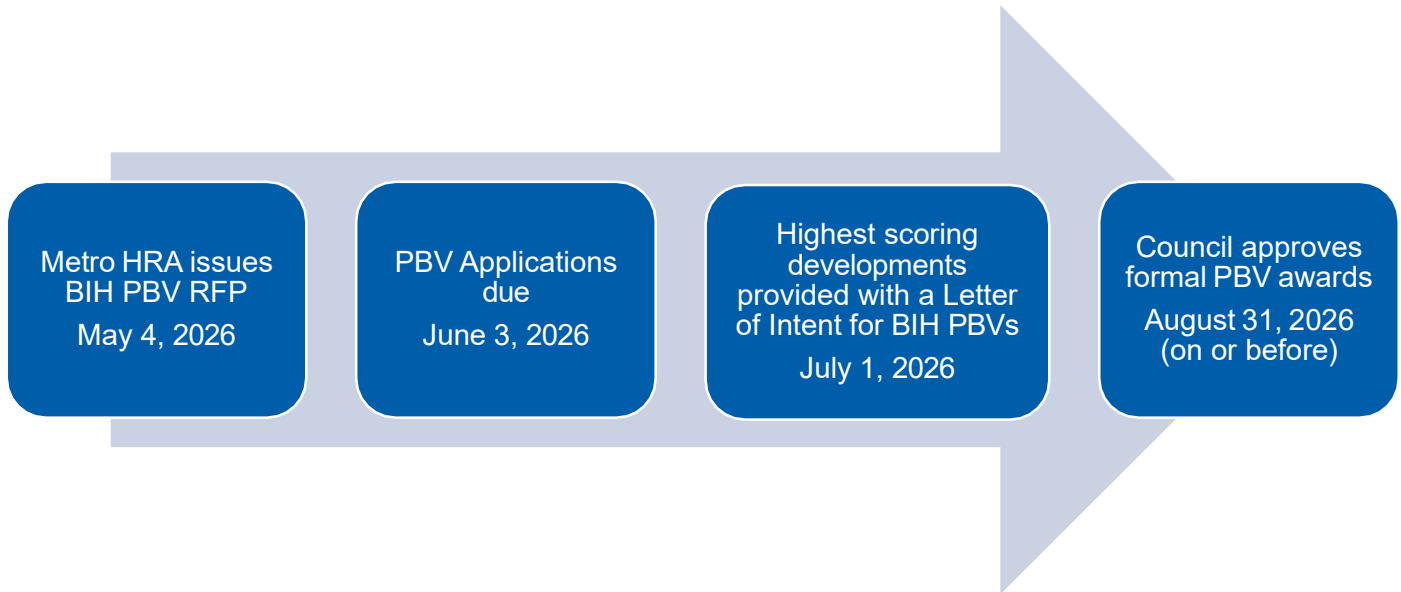 Metro HRA issues
BIH PBV RFP
May 4, 2026
PBV Applications
due
June 3, 2026
Highest scoring
developments
provided with a Letter
of Intent for BIH PBVs
July 1, 2026
Council approves
formal PBV awards
August 31, 2026
(on or before)